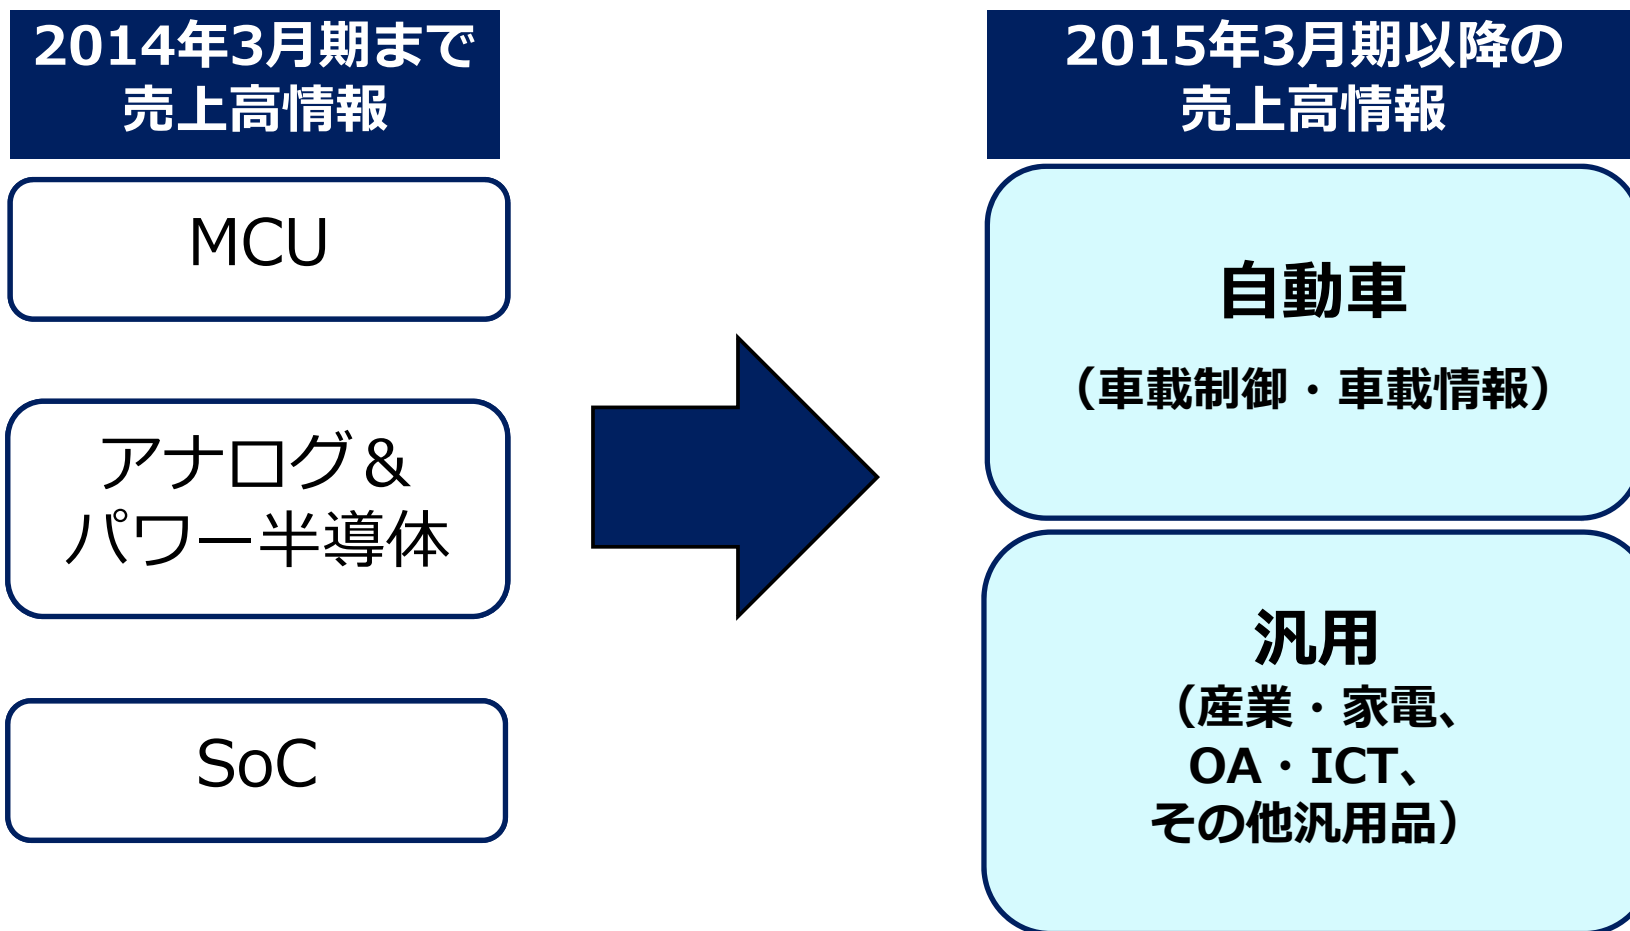 2014年3月期まで
売上高情報
MCU
アナログ＆
パワー半導体
SoC
2015年3月期以降の
売上高情報
自動車
（車載制御・車載情報）
汎用
（産業・家電、
OA・ICT、
その他汎用品）